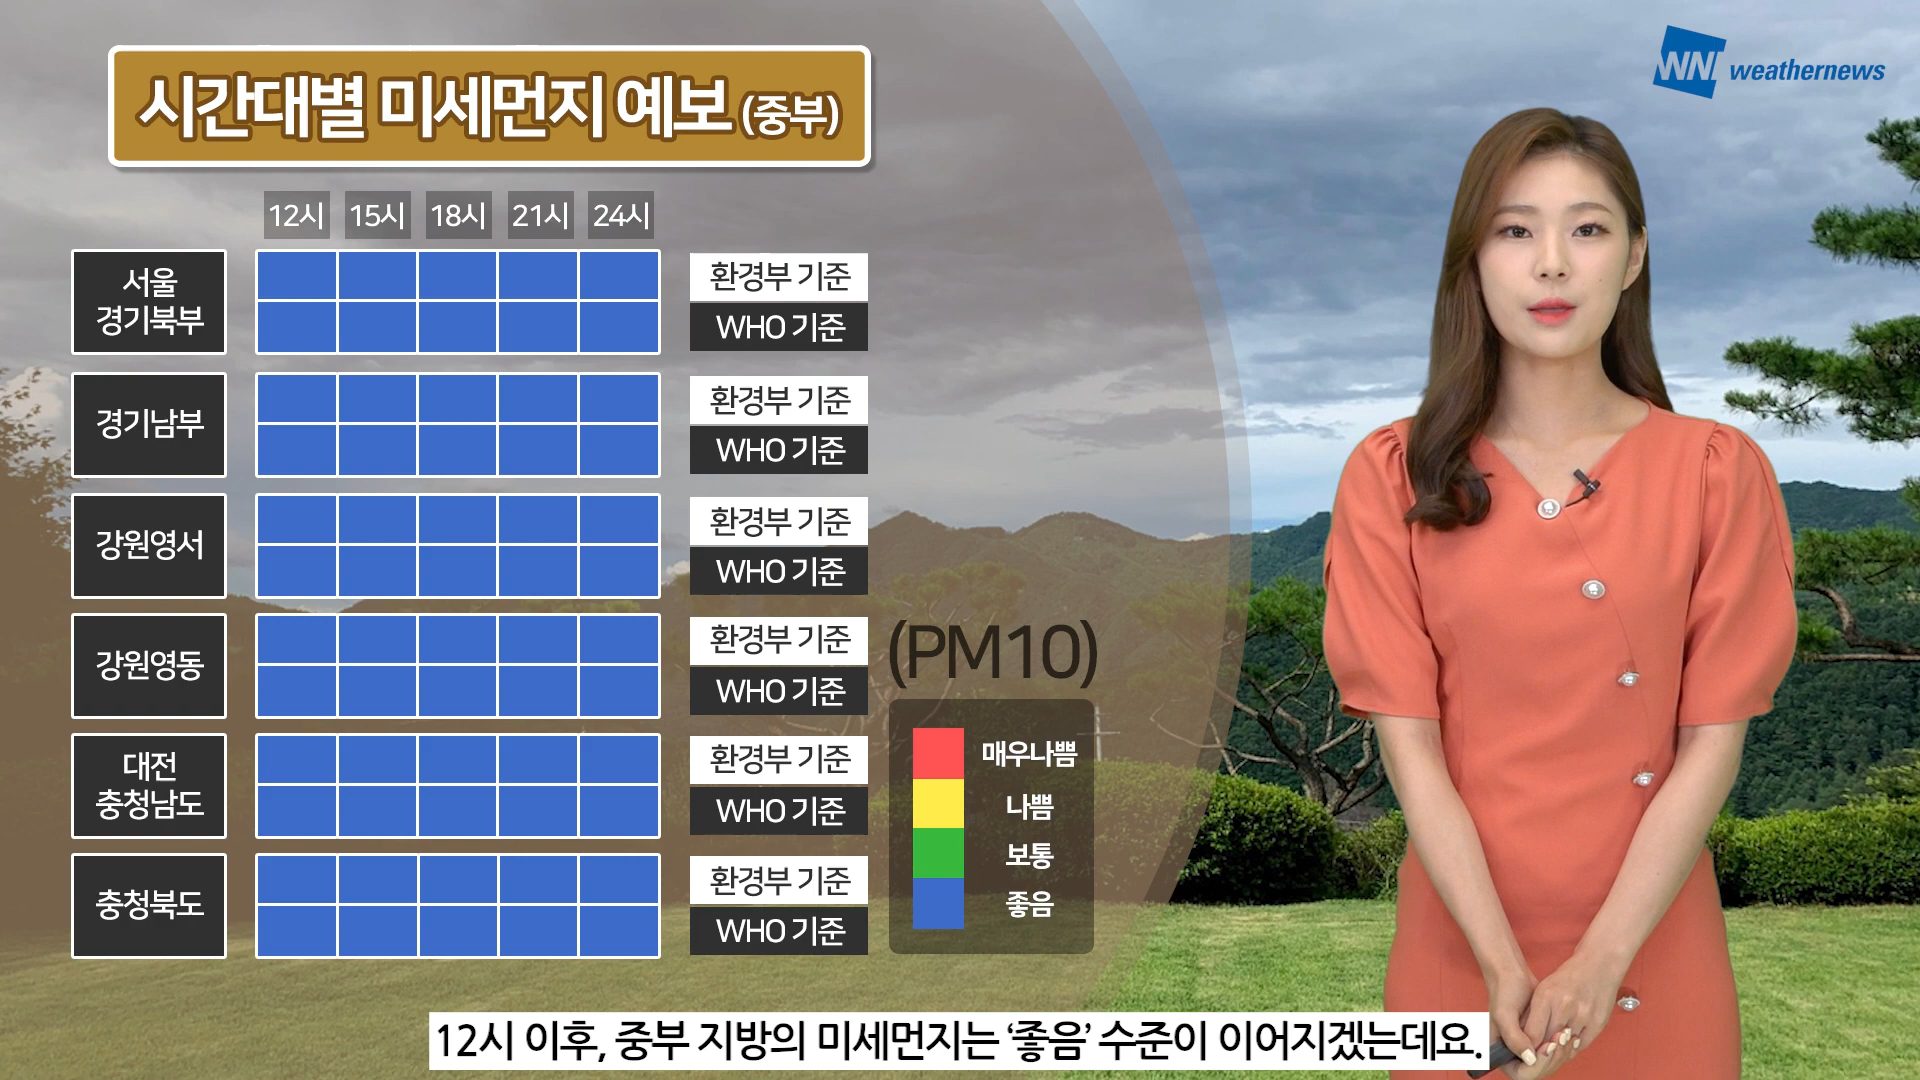 시간대별 미세먼지 예보 (중부)
WNI weathernews
12시 15시 18시 21시 24시
서울
경기북부
환경부 기준
WHO 기준
경기남부
환경부 기준
WHO 기준
강원영서
환경부 기준
WHO 기준
강원영동
환경부 기준
WHO 기준
대전
충청남도
환경부 기준
WHO 기준
충청북도
환경부 기준
WHO 기준
(PM10)
매우나쁨
나쁨
보통
좋음
12시 이후, 중부 지방의 미세먼지는 ‘좋음’ 수준이 이어지겠는데요.